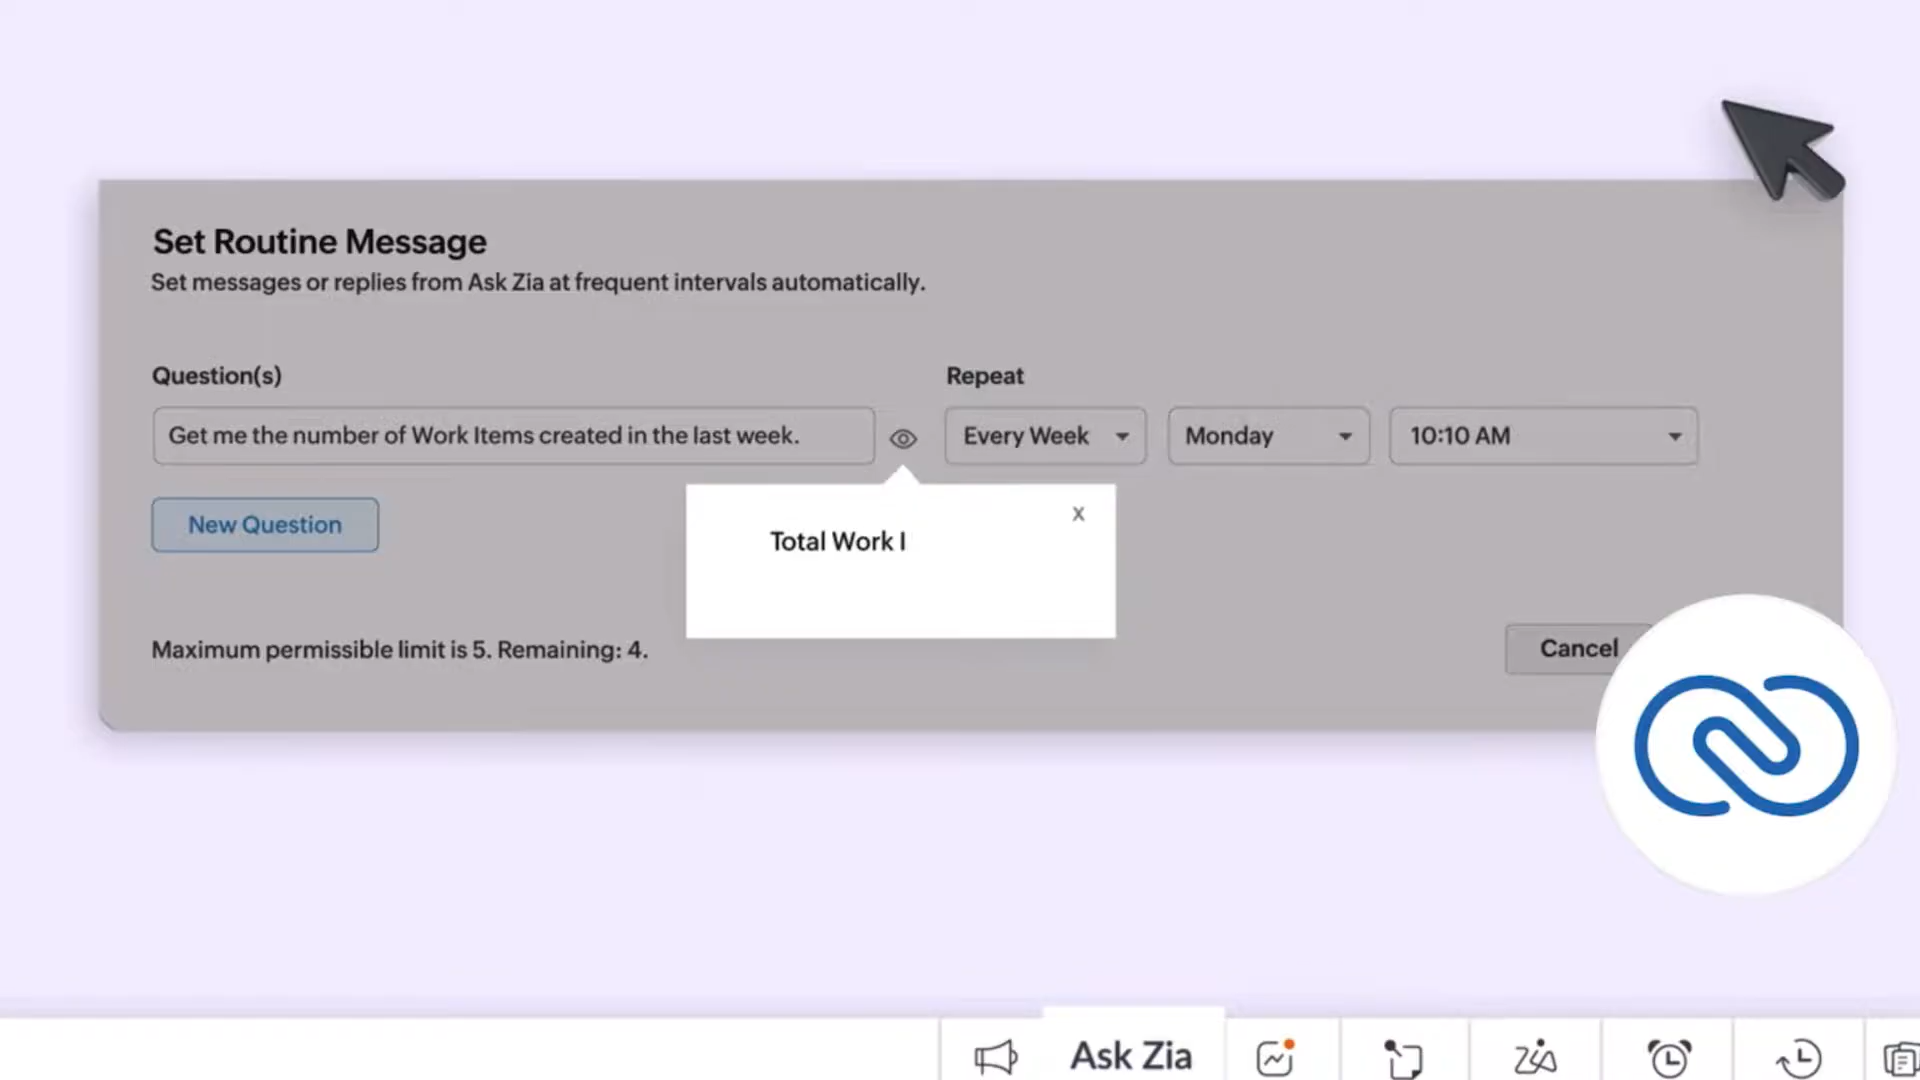 Set Routine Message
Set messages or replies from Ask Zia at frequent intervals automatically.
Question(s)
Repeat
Get me the number of Work Items created in the last week.
Every Week
Monday
10:10 AM
New Question
x
Total Work I
Maximum permissible limit is 5. Remaining: 4.
Cancel
Ask Zia